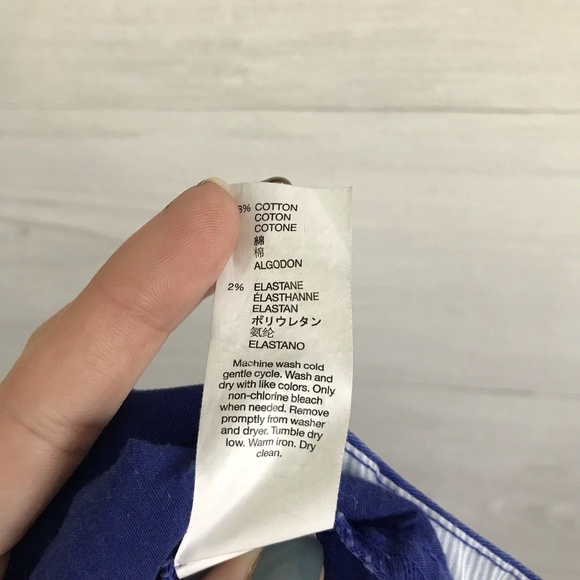 8% COTTON
COTON
COTONE
綿
棉
ALGODON
2% ELASTANE
ÉLASTHANNE
ELASTAN
ポリウレタン
氨纶
ELASTANO
Machine wash cold
gentle cycle. Wash and
dry with like colors. Only
non-chlorine bleach
when needed. Remove
promptly from washer
and dryer. Tumble dry
low. Warm iron. Dry
clean.